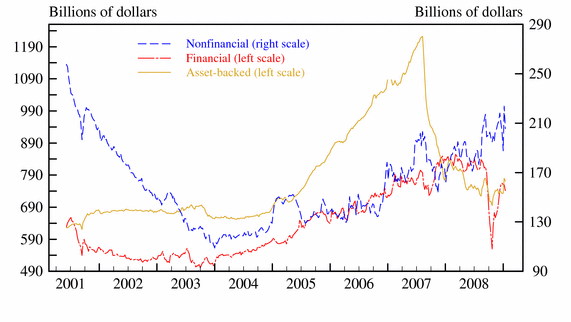 Billions of dollars
Billions of dollars
Nonfinancial (right scale)
Financial (left scale)
Asset-backed (left scale)
1190
1090
990
890
790
690
590
490
290
250
210
170
130
90
2001 2002 2003 2004 2005 2006 2007 2008